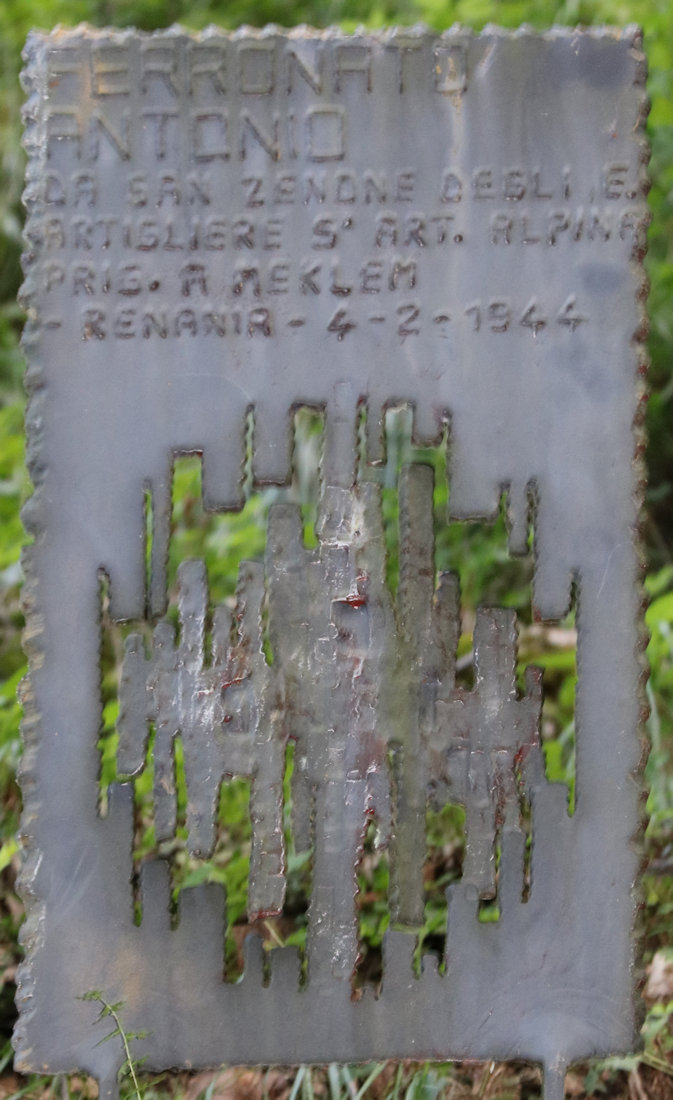 FERRONATO
ANTONIO
DA SAN ZENONE DEGLI E.
ARTIGLIERE 5° ART. ALPINA
PRIG. A MEKLEM
- RENANIA - 4 - 2 - 1944